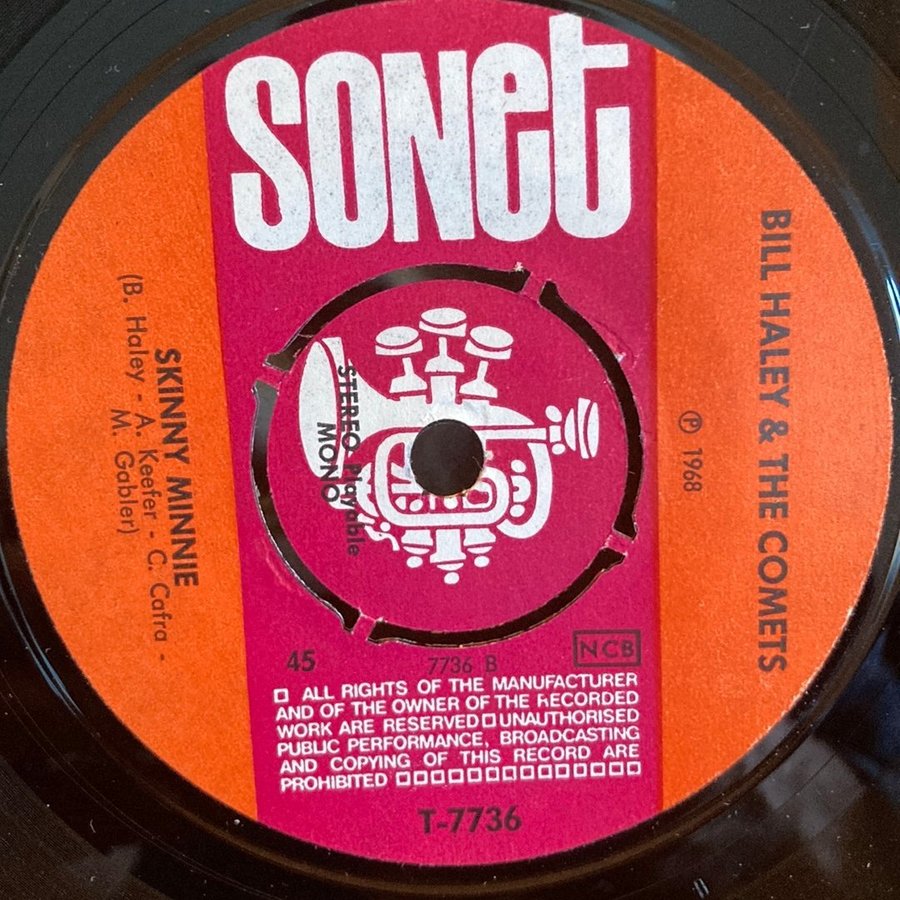 sonet
BILL HALEY & THE COMETS
℗ 1968
STEREO Playable
MONO
SKINNY MINNIE
(B. Haley - A. Keefer - C. Cafra -
M. Gabler)
45
7736 B
NCB
□ ALL RIGHTS OF THE MANUFACTURER
AND OF THE OWNER OF THE RECORDED
WORK ARE RESERVED □ UNAUTHORISED
PUBLIC PERFORMANCE, BROADCASTING
AND COPYING OF THIS RECORD ARE
PROHIBITED □□□□□□□□□□□□□□
T-7736